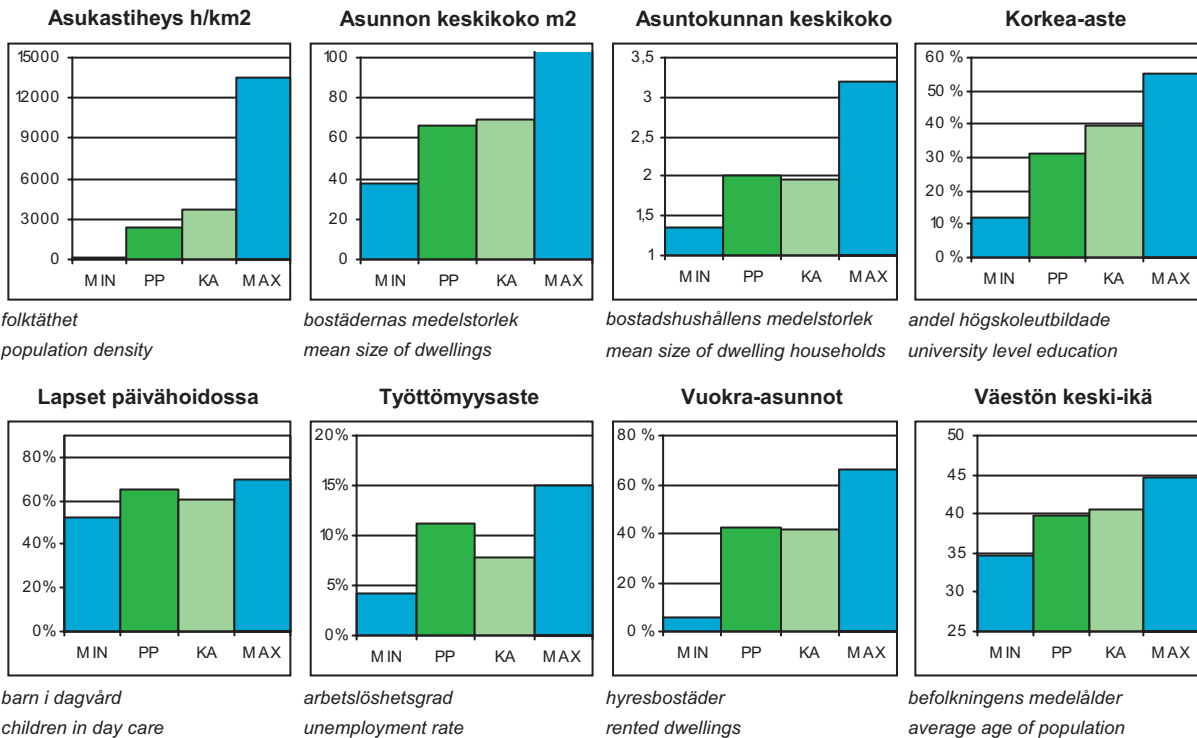 Asukastiheys h/km2
15000
12000
9000
6000
3000
0
MIN PP KA MAX
folktäthet
population density
Asunnon keskikoko m2
100
80
60
40
20
0
MIN PP KA MAX
bostädernas medelstorlek
mean size of dwellings
Asuntokunnan keskikoko
3,5
3
2,5
2
1,5
1
MIN PP KA MAX
bostadshushållens medelstorlek
mean size of dwelling households
Korkea-aste
60 %
50 %
40 %
30 %
20 %
10 %
0 %
MIN PP KA MAX
andel högskoleutbildade
university level education
Lapset päivähoidossa
80%
60%
40%
20%
0%
MIN PP KA MAX
barn i dagvård
children in day care
Työttömyysaste
20%
15%
10%
5%
0%
MIN PP KA MAX
arbetslöshetsgrad
unemployment rate
Vuokra-asunnot
80 %
60 %
40 %
20 %
0 %
MIN PP KA MAX
hyresbostäder
rented dwellings
Väestön keski-ikä
50
45
40
35
30
25
MIN PP KA MAX
befolkningens medelålder
average age of population